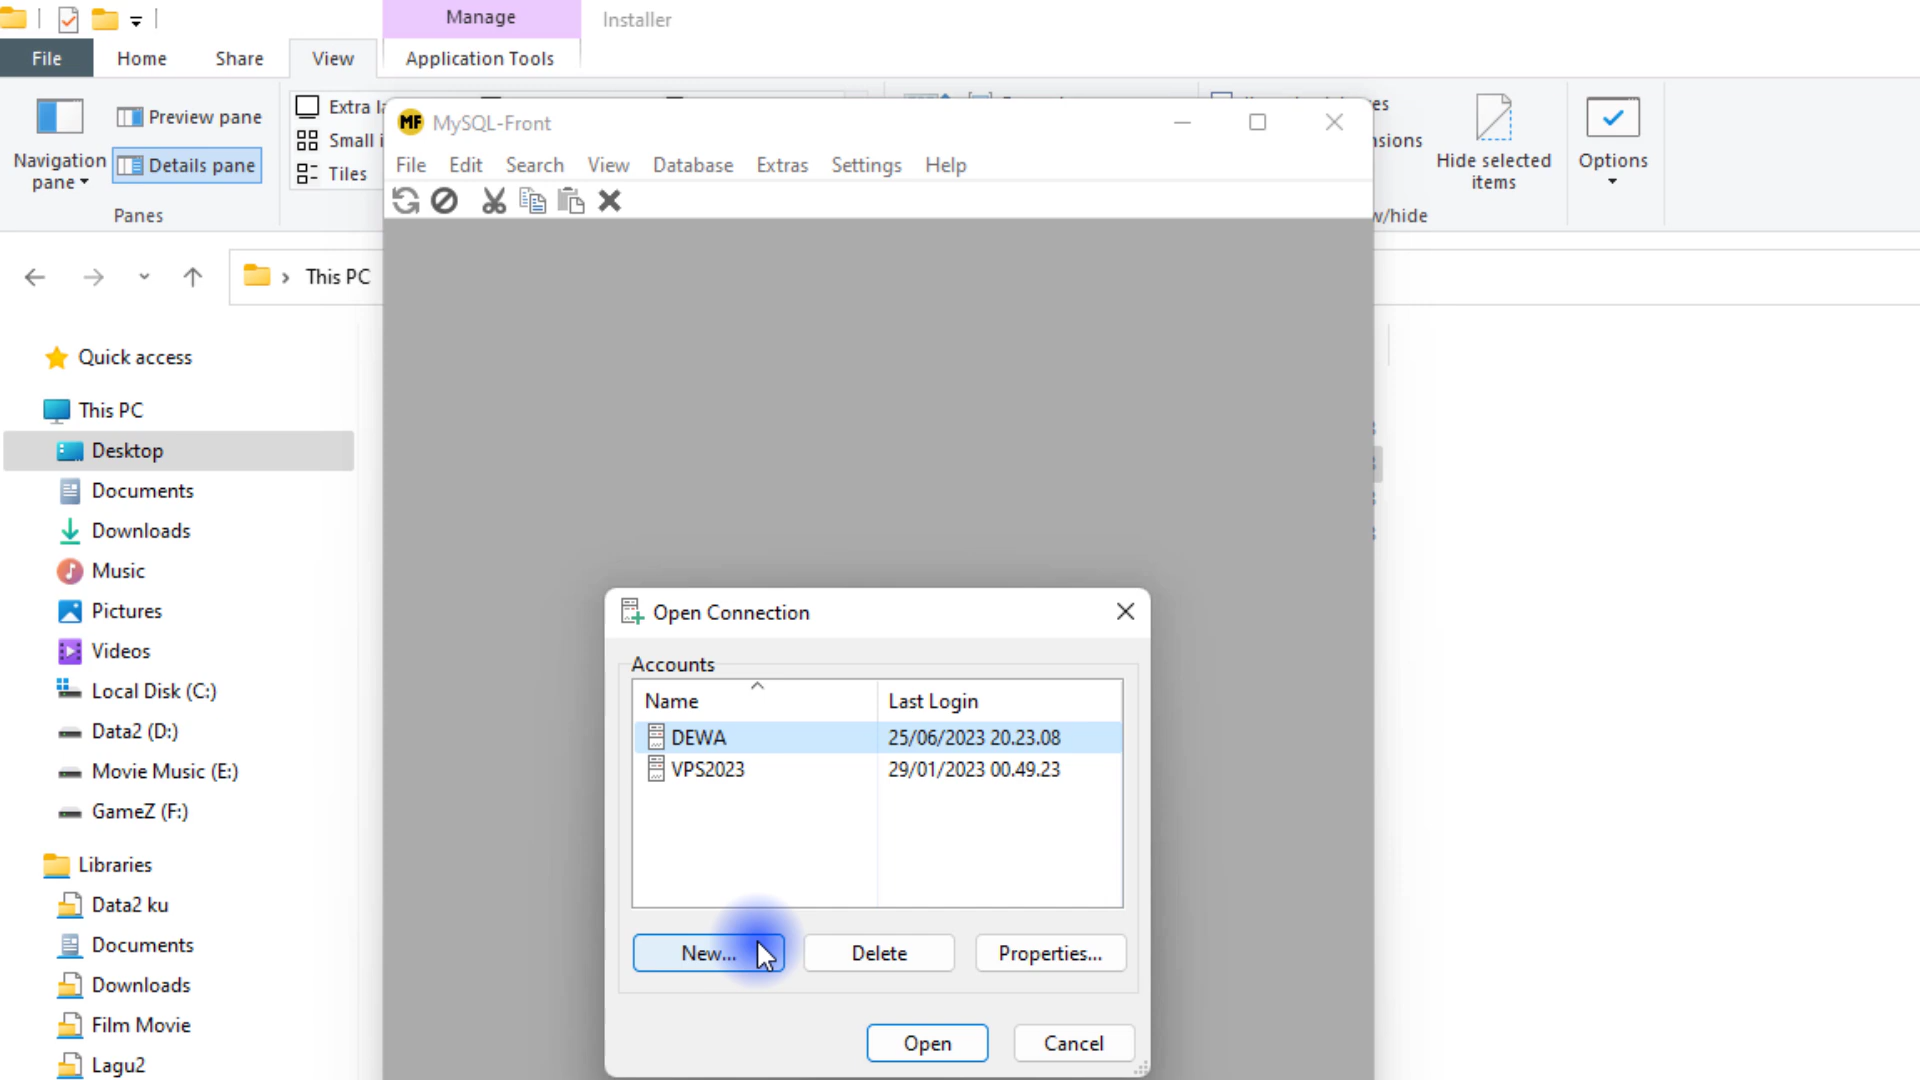 Manage
Installer
File
Home
Share
View
Application Tools
Preview pane
Navigation
pane
Details pane
Panes
Extra la
Small i
Tiles
Hide selected
items
Options
w/hide
MySQL-Front
File
Edit
Search
View
Database
Extras
Settings
Help
This PC
Quick access
This PC
Desktop
Documents
Downloads
Music
Pictures
Videos
Local Disk (C:)
Data2 (D:)
Movie Music (E:)
GameZ (F:)
Libraries
Data2 ku
Documents
Downloads
Film Movie
Lagu2
Open Connection
Accounts
Name
Last Login
DEWA
25/06/2023 20.23.08
VPS2023
29/01/2023 00.49.23
New...
Delete
Properties...
Open
Cancel